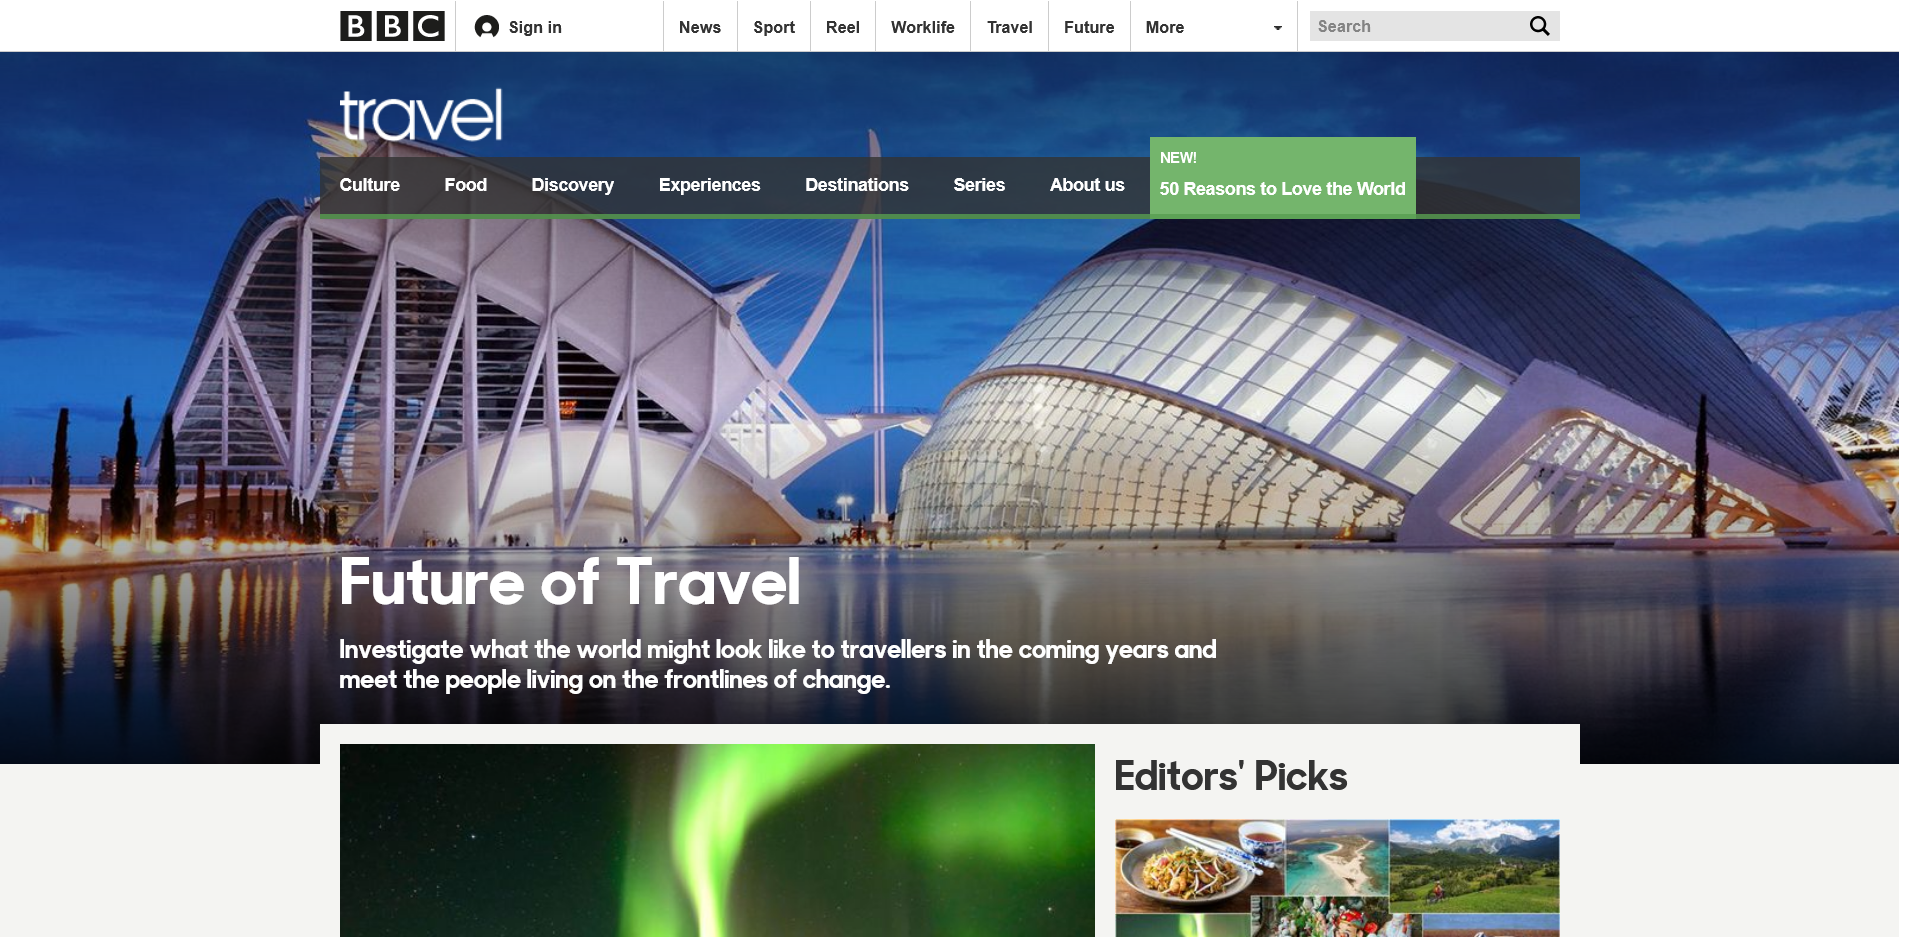 BBC
Sign in
News
Sport
Reel
Worklife
Travel
Future
More
Search
travel
Culture
Food
Discovery
Experiences
Destinations
Series
About us
NEW!
50 Reasons to Love the World
Future of Travel
Investigate what the world might look like to travellers in the coming years and
meet the people living on the frontlines of change.
Editors' Picks